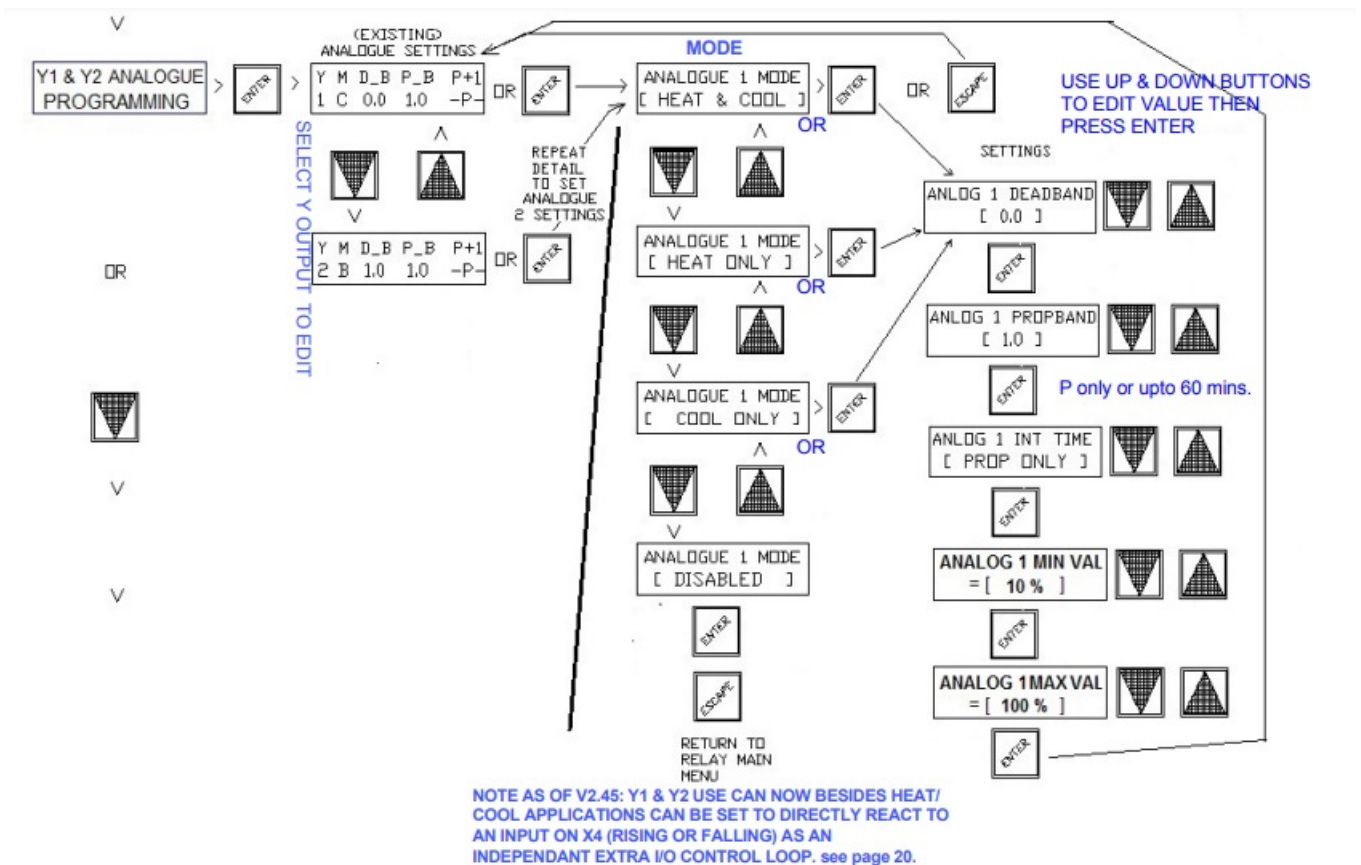 (EXISTING)
ANALOGUE SETTINGS
Y1 & Y2 ANALOGUE
PROGRAMMING
ENTER
Y M D_B P_B P+1
1 C 0.0 1.0 -P-
OR
ENTER
SELECT Y OUTPUT TO EDIT
REPEAT
DETAIL
TO SET
ANALOGUE
2 SETTINGS
Y M D_B P_B P+1
2 B 1.0 1.0 -P-
OR
ENTER
OR
MODE
ANALOGUE 1 MODE
[ HEAT & COOL ]
ENTER
OR
OR
ESCAPE
ANALOGUE 1 MODE
[ HEAT ONLY ]
ENTER
OR
ANALOGUE 1 MODE
[ COOL ONLY ]
ENTER
OR
ANALOGUE 1 MODE
[ DISABLED ]
ENTER
ESCAPE
RETURN TO
RELAY MAIN
MENU
USE UP & DOWN BUTTONS
TO EDIT VALUE THEN
PRESS ENTER
SETTINGS
ANLOG 1 DEADBAND
[ 0.0 ]
ENTER
ANLOG 1 PROPBAND
[ 1.0 ]
ENTER
P only or upto 60 mins.
ANLOG 1 INT TIME
[ PROP ONLY ]
ENTER
ANALOG 1 MIN VAL
= [ 10 % ]
ENTER
ANALOG 1MAX VAL
= [ 100 % ]
ENTER
NOTE AS OF V2.45: Y1 & Y2 USE CAN NOW BESIDES HEAT/
COOL APPLICATIONS CAN BE SET TO DIRECTLY REACT TO
AN INPUT ON X4 (RISING OR FALLING) AS AN
INDEPENDANT EXTRA I/O CONTROL LOOP. see page 20.